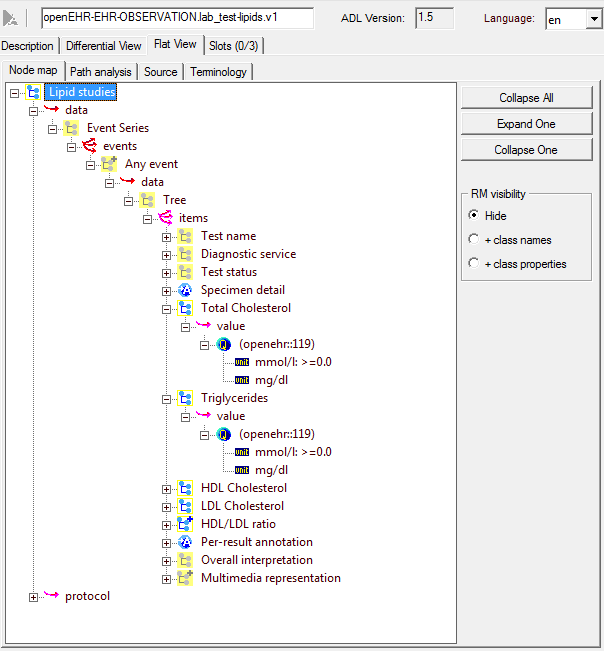 openEHR-EHR-OBSERVATION.lab_test-lipids.v1 ADL Version: 1.5 Language: en
Description Differential View Flat View Slots (0/3)
Node map Path analysis Source Terminology
Lipid studies
data
Event Series
events
Any event
data
Tree
items
Test name
Diagnostic service
Test status
Specimen detail
Total Cholesterol
value
(openehr::119)
mmol/l: >=0.0
mg/dl
Triglycerides
value
(openehr::119)
mmol/l: >=0.0
mg/dl
HDL Cholesterol
LDL Cholesterol
HDL/LDL ratio
Per-result annotation
Overall interpretation
Multimedia representation
protocol
Collapse All
Expand One
Collapse One
RM visibility
Hide
+ class names
+ class properties